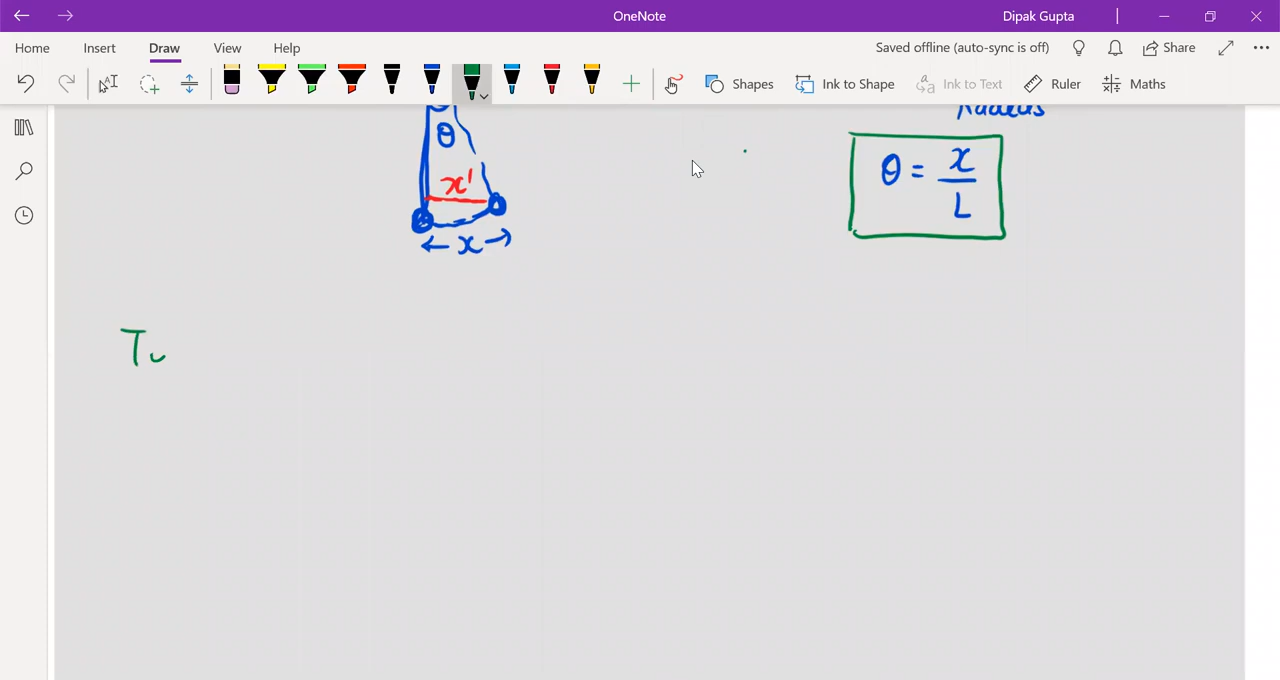 OneNote
Dipak Gupta
Home Insert Draw View Help
Saved offline (auto-sync is off)
Share
Shapes
Ink to Shape
Ink to Text
Ruler
Maths
Radius
θ
x'
x
θ = x/L